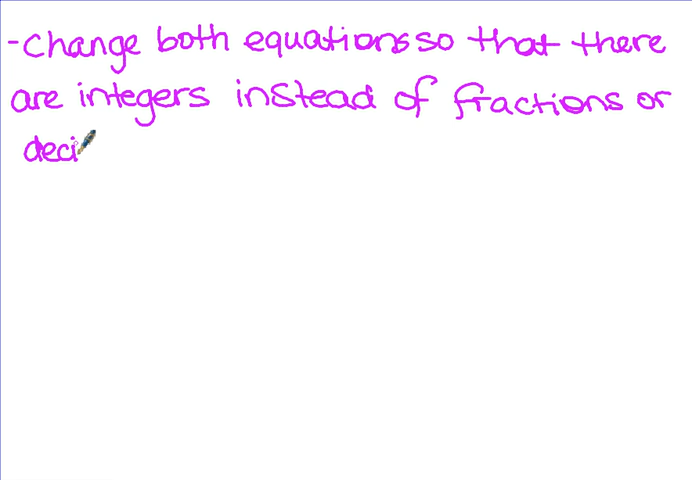 -Change both equations so that there
are integers instead of fractions or
deci